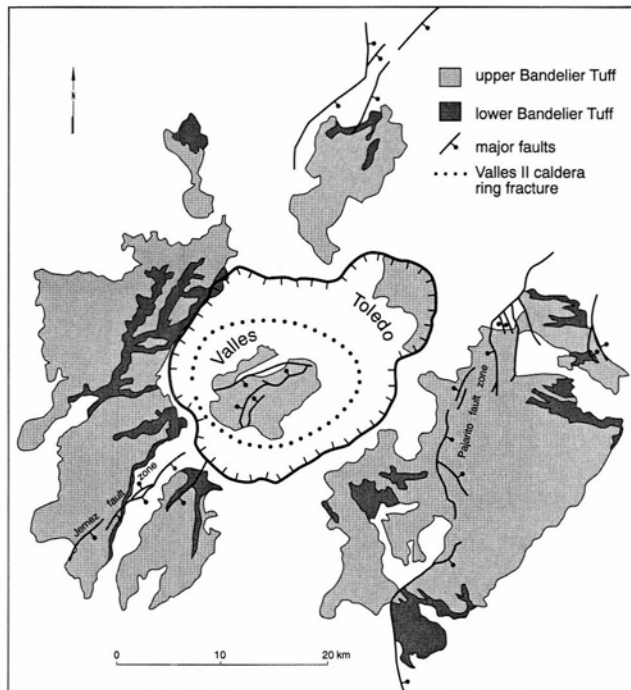 upper Bandelier Tuff
lower Bandelier Tuff
major faults
Valles II caldera
ring fracture
Toledo
Valles
Pajarito fault zone
Jemez fault zone
0 10 20 km